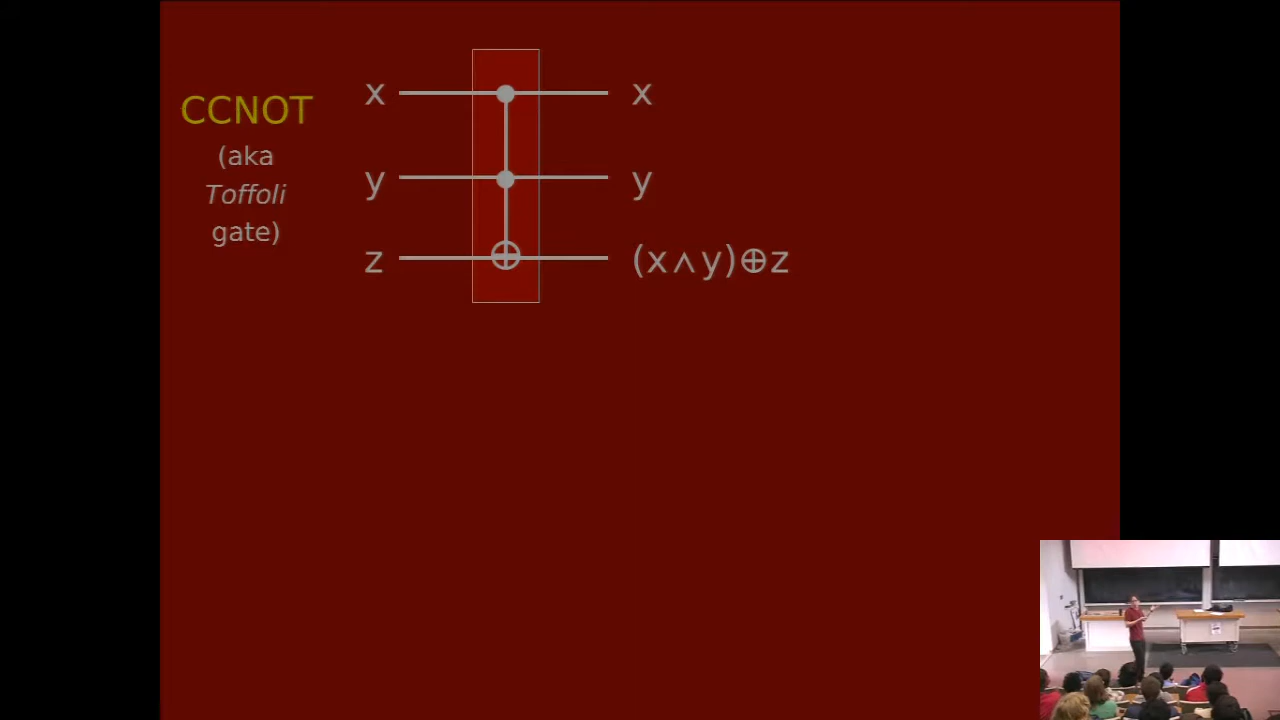 CCNOT
(aka
Toffoli
gate)
x x
y y
z (x∧y)⊕z